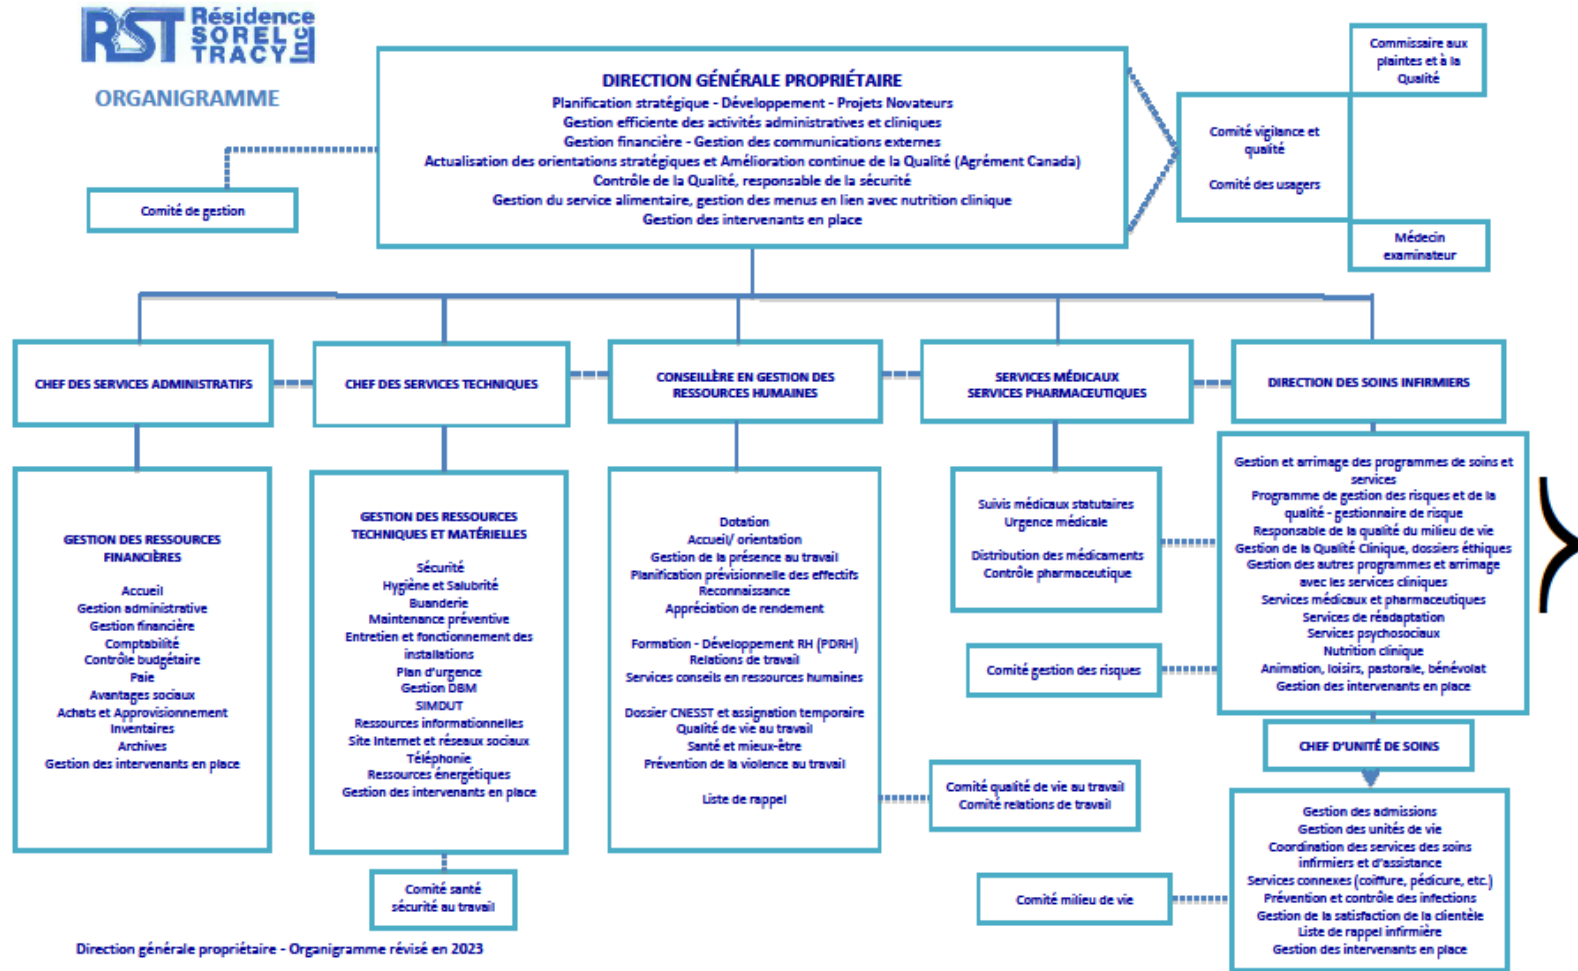 RST Résidence
SOREL
TRACY inc
ORGANIGRAMME
DIRECTION GÉNÉRALE PROPRIÉTAIRE
Planification stratégique - Développement - Projets Novateurs
Gestion efficiente des activités administratives et cliniques
Gestion financière - Gestion des communications externes
Actualisation des orientations stratégiques et Amélioration continue de la Qualité (Agrément Canada)
Contrôle de la Qualité, responsable de la sécurité
Gestion du service alimentaire, gestion des menus en lien avec nutrition clinique
Gestion des intervenants en place
Commissaire aux
plaintes et à la
Qualité
Comité vigilance et
qualité
Comité des usagers
Médecin
examinateur
Comité de gestion
CHEF DES SERVICES ADMINISTRATIFS
CHEF DES SERVICES TECHNIQUES
CONSEILLÈRE EN GESTION DES
RESSOURCES HUMAINES
SERVICES MÉDICAUX
SERVICES PHARMACEUTIQUES
DIRECTION DES SOINS INFIRMIERS
GESTION DES RESSOURCES
FINANCIÈRES
Accueil
Gestion administrative
Gestion financière
Comptabilité
Contrôle budgétaire
Paie
Avantages sociaux
Achats et Approvisionnement
Inventaires
Archives
Gestion des intervenants en place
GESTION DES RESSOURCES
TECHNIQUES ET MATÉRIELLES
Sécurité
Hygiène et Salubrité
Buanderie
Maintenance préventive
Entretien et fonctionnement des
installations
Plan d'urgence
Gestion DBM
SIMDUT
Ressources informationnelles
Site Internet et réseaux sociaux
Téléphonie
Ressources énergétiques
Gestion des intervenants en place
Comité santé
sécurité au travail
Dotation
Accueil/ orientation
Gestion de la présence au travail
Planification prévisionnelle des effectifs
Reconnaissance
Appréciation de rendement
Formation - Développement RH (PDRH)
Relations de travail
Services conseils en ressources humaines
Dossier CNESST et assignation temporaire
Qualité de vie au travail
Santé et mieux-être
Prévention de la violence au travail
Liste de rappel
Comité qualité de vie au travail
Comité relations de travail
Suivis médicaux statutaires
Urgence médicale
Distribution des médicaments
Contrôle pharmaceutique
Comité gestion des risques
Gestion et arrimage des programmes de soins et
services
Programme de gestion des risques et de la
qualité - gestionnaire de risque
Responsable de la qualité du milieu de vie
Gestion de la Qualité Clinique, dossiers éthiques
Gestion des autres programmes et arrimage
avec les services cliniques
Services médicaux et pharmaceutiques
Services de réadaptation
Services psychosociaux
Nutrition clinique
Animation, loisirs, pastorale, bénévolat
Gestion des intervenants en place
CHEF D'UNITÉ DE SOINS
Gestion des admissions
Gestion des unités de vie
Coordination des services des soins
infirmiers et d'assistance
Services connexes (coiffure, pédicure, etc.)
Prévention et contrôle des infections
Gestion de la satisfaction de la clientèle
Liste de rappel infirmière
Gestion des intervenants en place
Comité milieu de vie
Direction générale propriétaire - Organigramme révisé en 2023